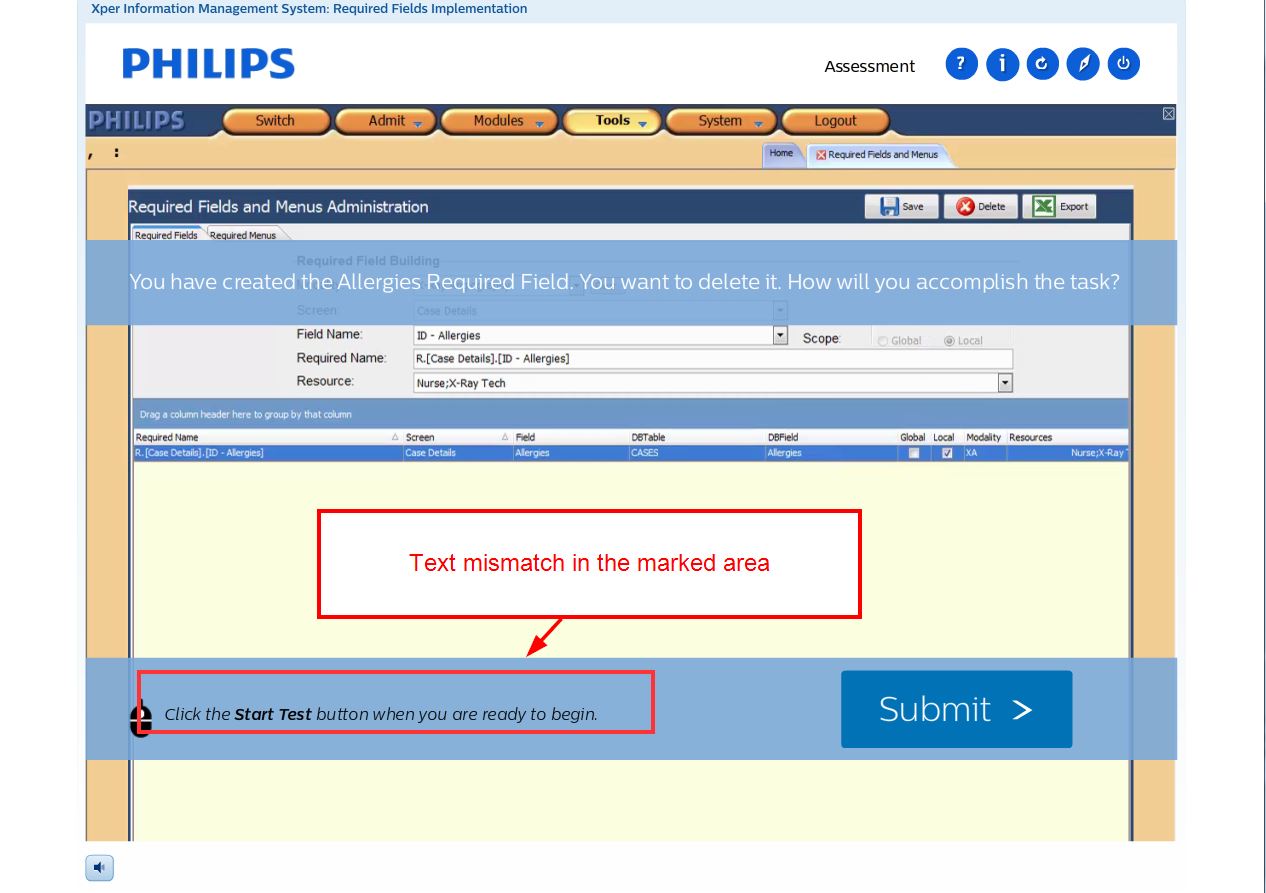 Xper Information Management System: Required Fields Implementation
PHILIPS
Assessment
?
i
PHILIPS
Switch
Admit
Modules
Tools
System
Logout
, :
Home
Required Fields and Menus
Required Fields and Menus Administration
Save
Delete
Export
Required Fields
Required Menus
Required Field Building
You have created the Allergies Required Field. You want to delete it. How will you accomplish the task?
Screen:
Case Details
Field Name:
ID - Allergies
Scope:
Global
Local
Required Name:
R.[Case Details].[ID - Allergies]
Resource:
Nurse;X-Ray Tech
Drag a column header here to group by that column
Required Name Screen Field DBTable DBField Global Local Modality Resources
R.[Case Details].[ID - Allergies] Case Details Allergies CASES Allergies XA Nurse;X-Ray
Text mismatch in the marked area
Click the Start Test button when you are ready to begin.
Submit >